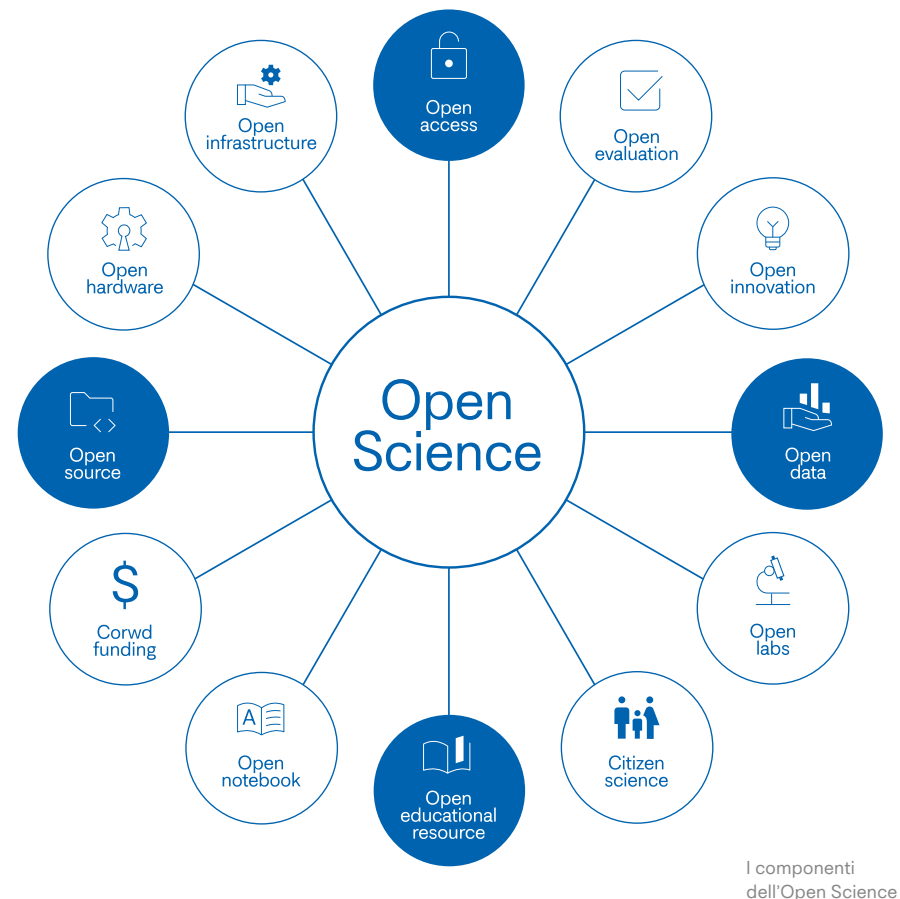 Open
access
Open
infrastructure
Open
evaluation
Open
hardware
Open
innovation
Open
Science
Open
source
Open
data
$
Corwd
funding
Open
labs
A
Open
notebook
Citizen
science
Open
educational
resource
I componenti
dell'Open Science